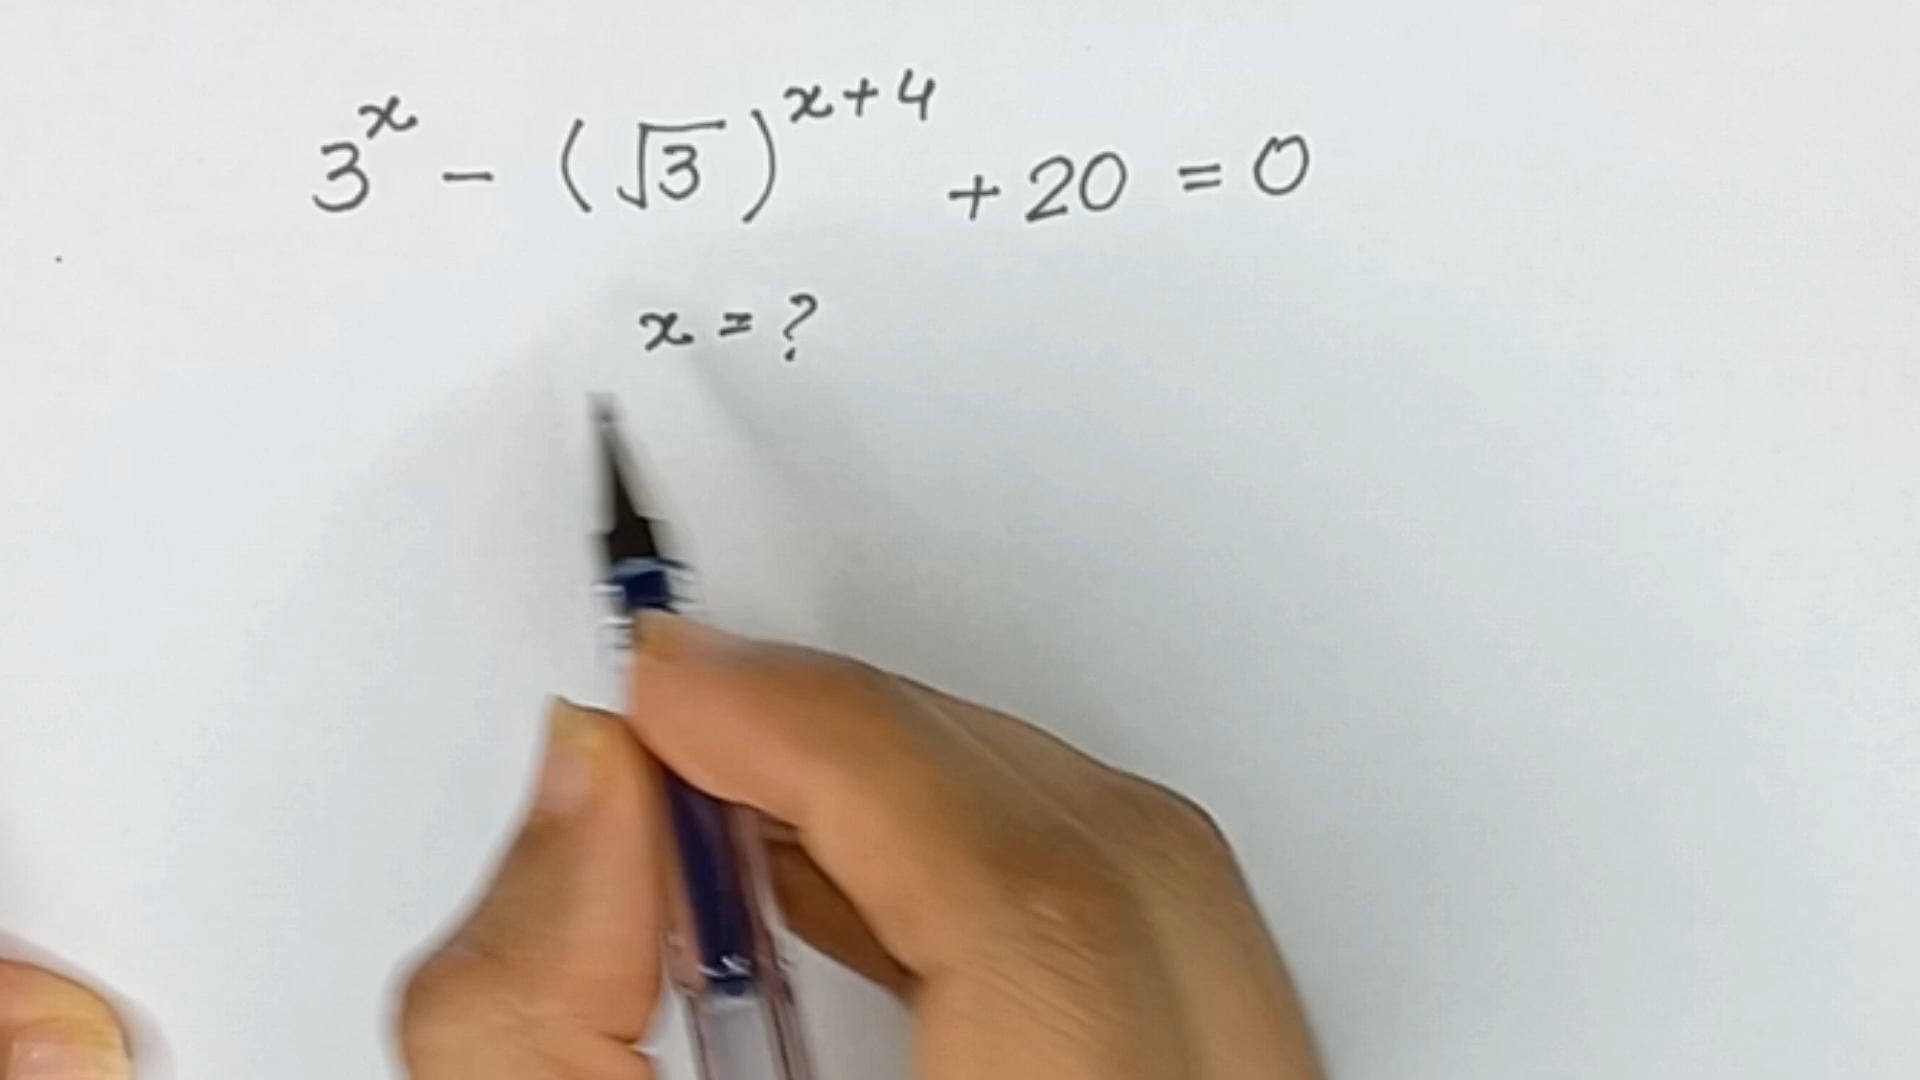 3^x - (√3)^{x+4} + 20 = 0
x = ?